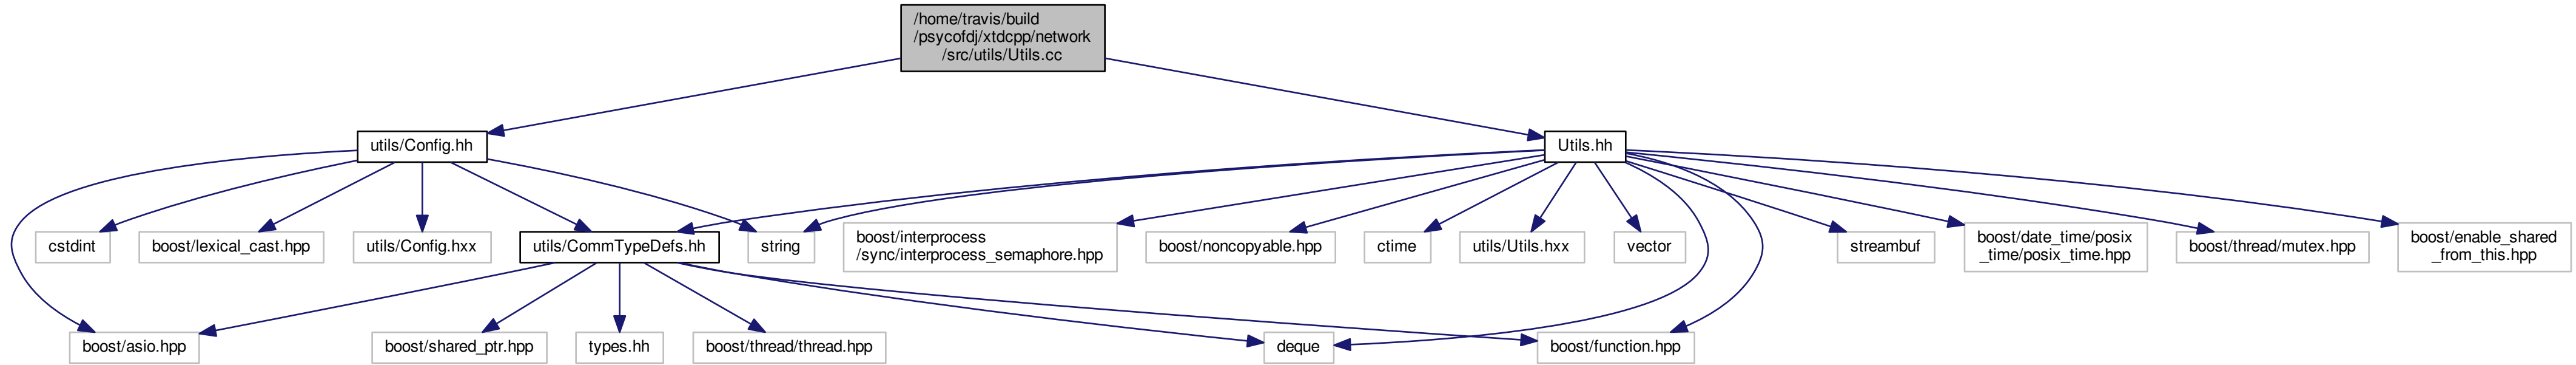 /home/travis/build
/psycofdj/xtdcpp/network
/src/utils/Utils.cc
utils/Config.hh
Utils.hh
cstdint
boost/lexical_cast.hpp
utils/Config.hxx
utils/CommTypeDefs.hh
string
boost/interprocess
/sync/interprocess_semaphore.hpp
boost/noncopyable.hpp
ctime
utils/Utils.hxx
vector
streambuf
boost/date_time/posix
_time/posix_time.hpp
boost/thread/mutex.hpp
boost/enable_shared
_from_this.hpp
boost/asio.hpp
boost/shared_ptr.hpp
types.hh
boost/thread/thread.hpp
deque
boost/function.hpp